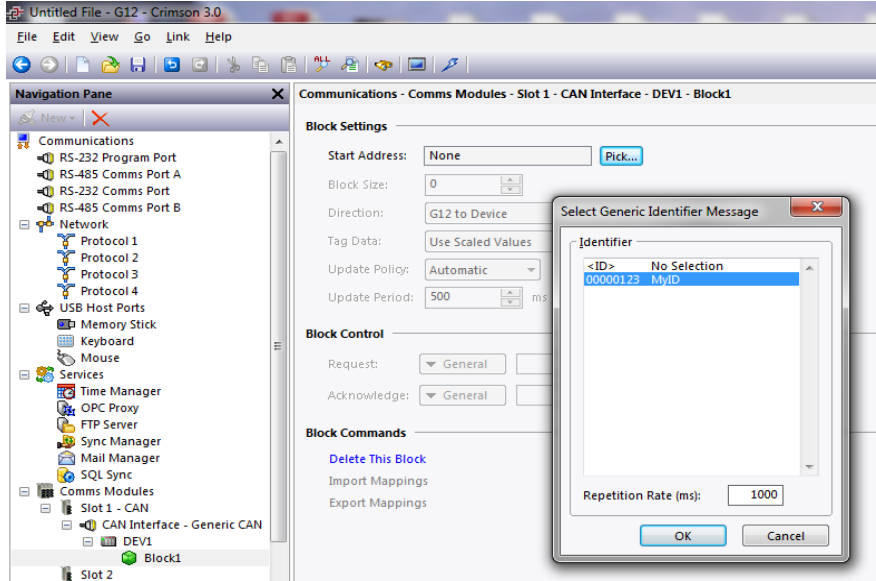 Untitled File - G12 - Crimson 3.0
File Edit View Go Link Help
ALL
Navigation Pane
New
Communications
RS-232 Program Port
RS-485 Comms Port A
RS-232 Comms Port
RS-485 Comms Port B
Network
Protocol 1
Protocol 2
Protocol 3
Protocol 4
USB Host Ports
Memory Stick
Keyboard
Mouse
Services
Time Manager
OPC Proxy
FTP Server
Sync Manager
Mail Manager
SQL Sync
Comms Modules
Slot 1 - CAN
CAN Interface - Generic CAN
DEV1
Block1
Slot 2
Communications - Comms Modules - Slot 1 - CAN Interface - DEV1 - Block1
Block Settings
Start Address: None Pick...
Block Size: 0
Direction: G12 to Device
Tag Data: Use Scaled Values
Update Policy: Automatic
Update Period: 500 ms
Block Control
Request: General
Acknowledge: General
Block Commands
Delete This Block
Import Mappings
Export Mappings
Select Generic Identifier Message
Identifier
<ID> No Selection
00000123 MyID
Repetition Rate (ms): 1000
OK Cancel